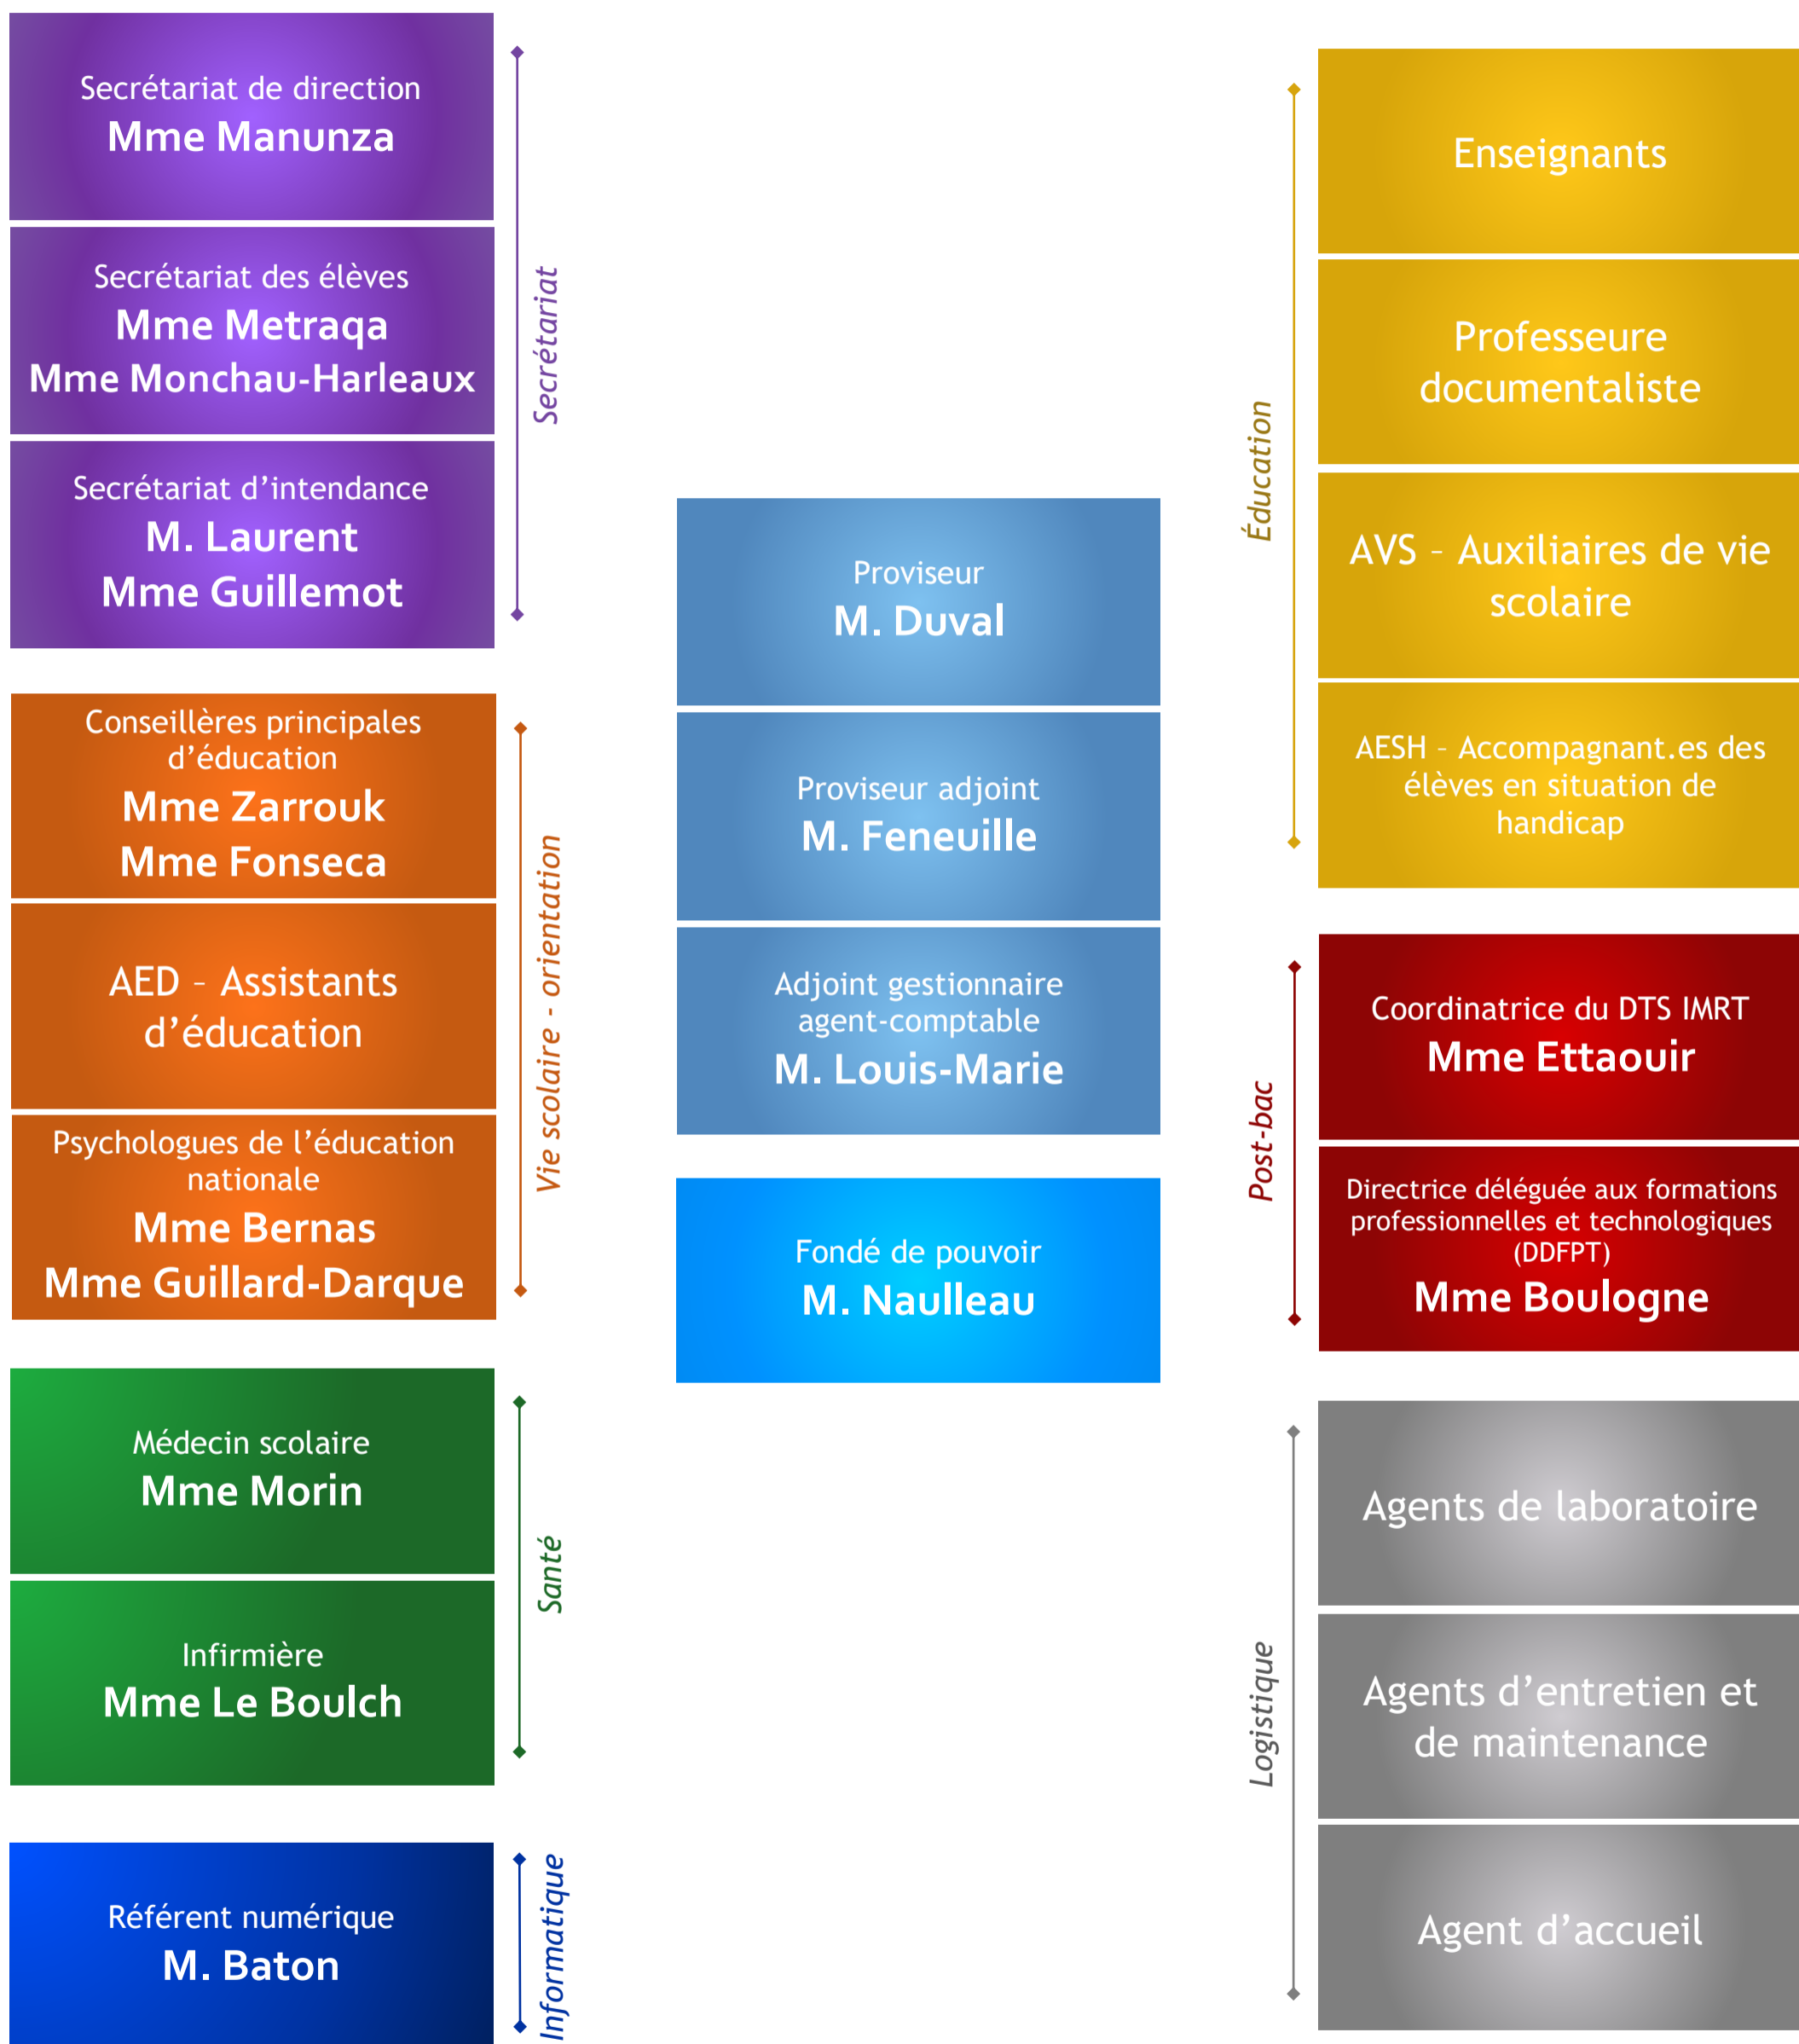 Secrétariat de direction
Mme Manunza
Secrétariat des élèves
Mme Metraqa
Mme Monchau-Harleaux
Secrétariat d’intendance
M. Laurent
Mme Guillemot
Secrétariat
Conseillères principales
d’éducation
Mme Zarrouk
Mme Fonseca
AED – Assistants
d’éducation
Psychologues de l’éducation
nationale
Mme Bernas
Mme Guillard-Darque
Vie scolaire - orientation
Médecin scolaire
Mme Morin
Infirmière
Mme Le Boulch
Santé
Référent numérique
M. Baton
Informatique
Proviseur
M. Duval
Proviseur adjoint
M. Feneuille
Adjoint gestionnaire
agent-comptable
M. Louis-Marie
Fondé de pouvoir
M. Naulleau
Éducation
Enseignants
Professeure
documentaliste
AVS – Auxiliaires de vie
scolaire
AESH – Accompagnant.es des
élèves en situation de
handicap
Post-bac
Coordinatrice du DTS IMRT
Mme Ettaouir
Directrice déléguée aux formations
professionnelles et technologiques
(DDFPT)
Mme Boulogne
Logistique
Agents de laboratoire
Agents d’entretien et
de maintenance
Agent d’accueil